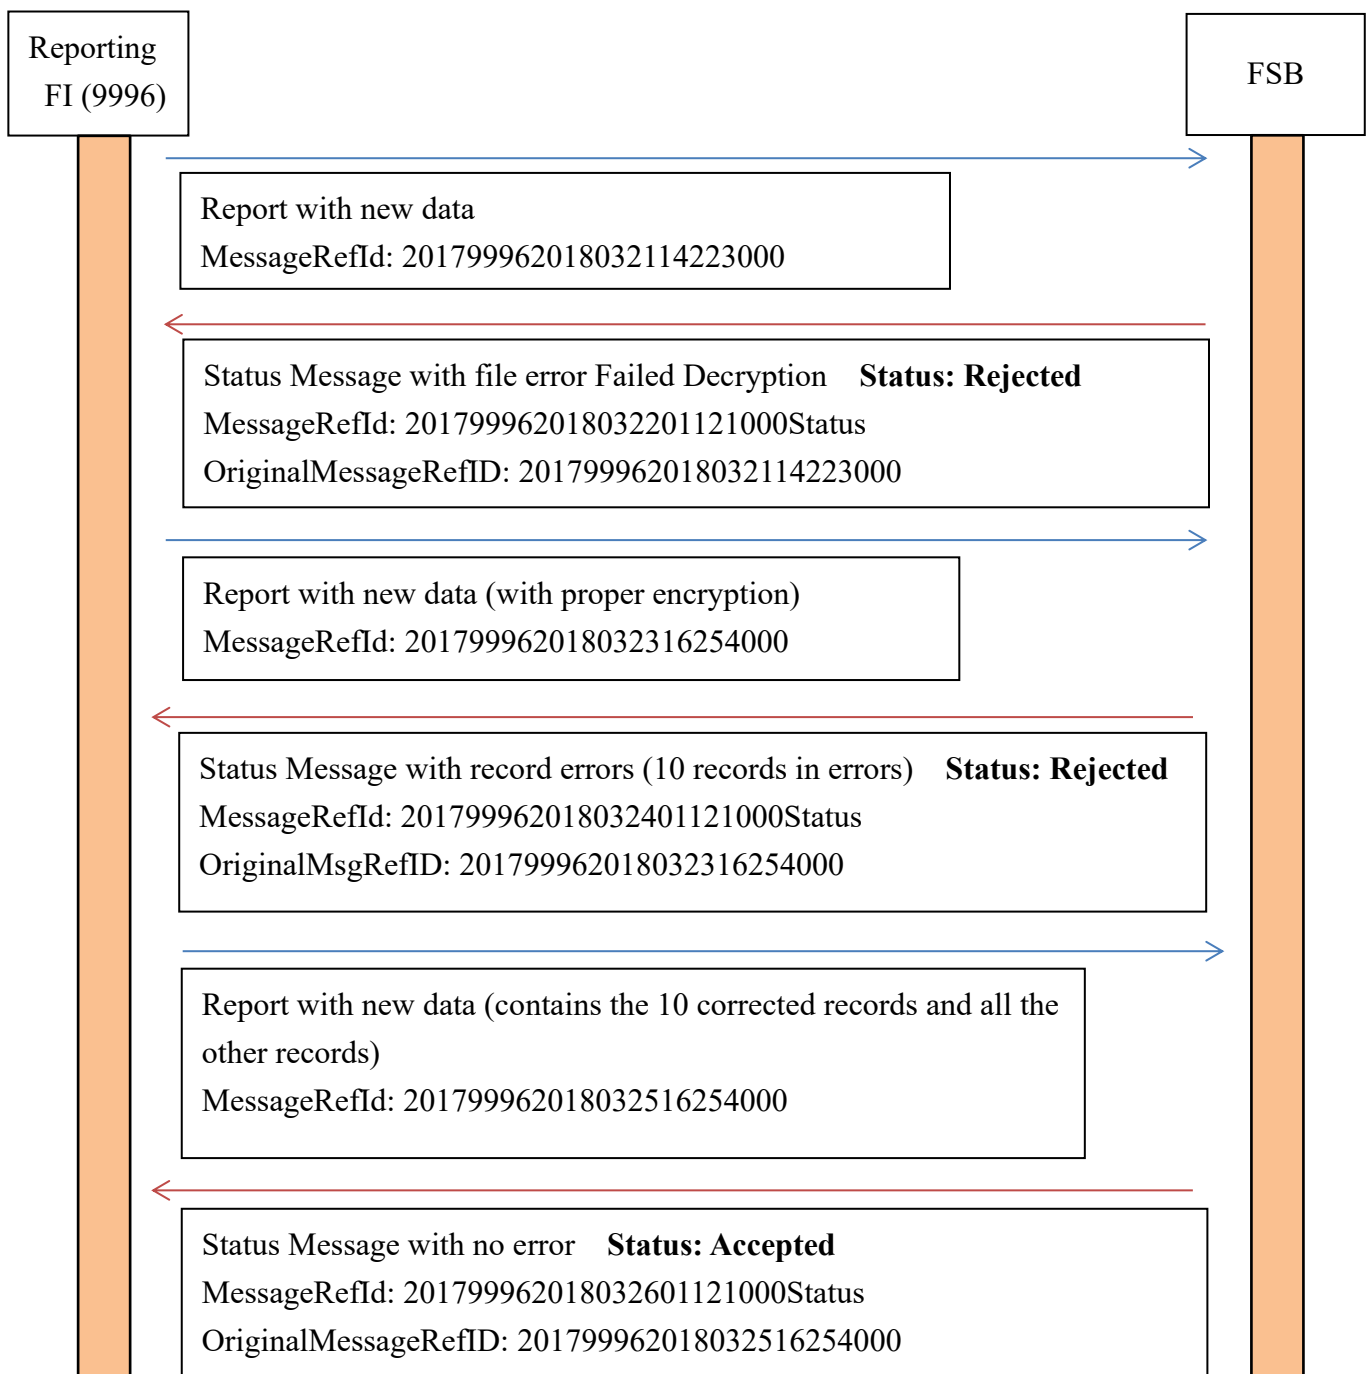 Reporting
FI (9996)
FSB
Report with new data
MessageRefId: 201799962018032114223000
Status Message with file error Failed Decryption Status: Rejected
MessageRefId: 201799962018032201121000Status
OriginalMessageRefID: 201799962018032114223000
Report with new data (with proper encryption)
MessageRefId: 201799962018032316254000
Status Message with record errors (10 records in errors) Status: Rejected
MessageRefId: 201799962018032401121000Status
OriginalMsgRefID: 201799962018032316254000
Report with new data (contains the 10 corrected records and all the
other records)
MessageRefId: 201799962018032516254000
Status Message with no error Status: Accepted
MessageRefId: 201799962018032601121000Status
OriginalMessageRefID: 201799962018032516254000